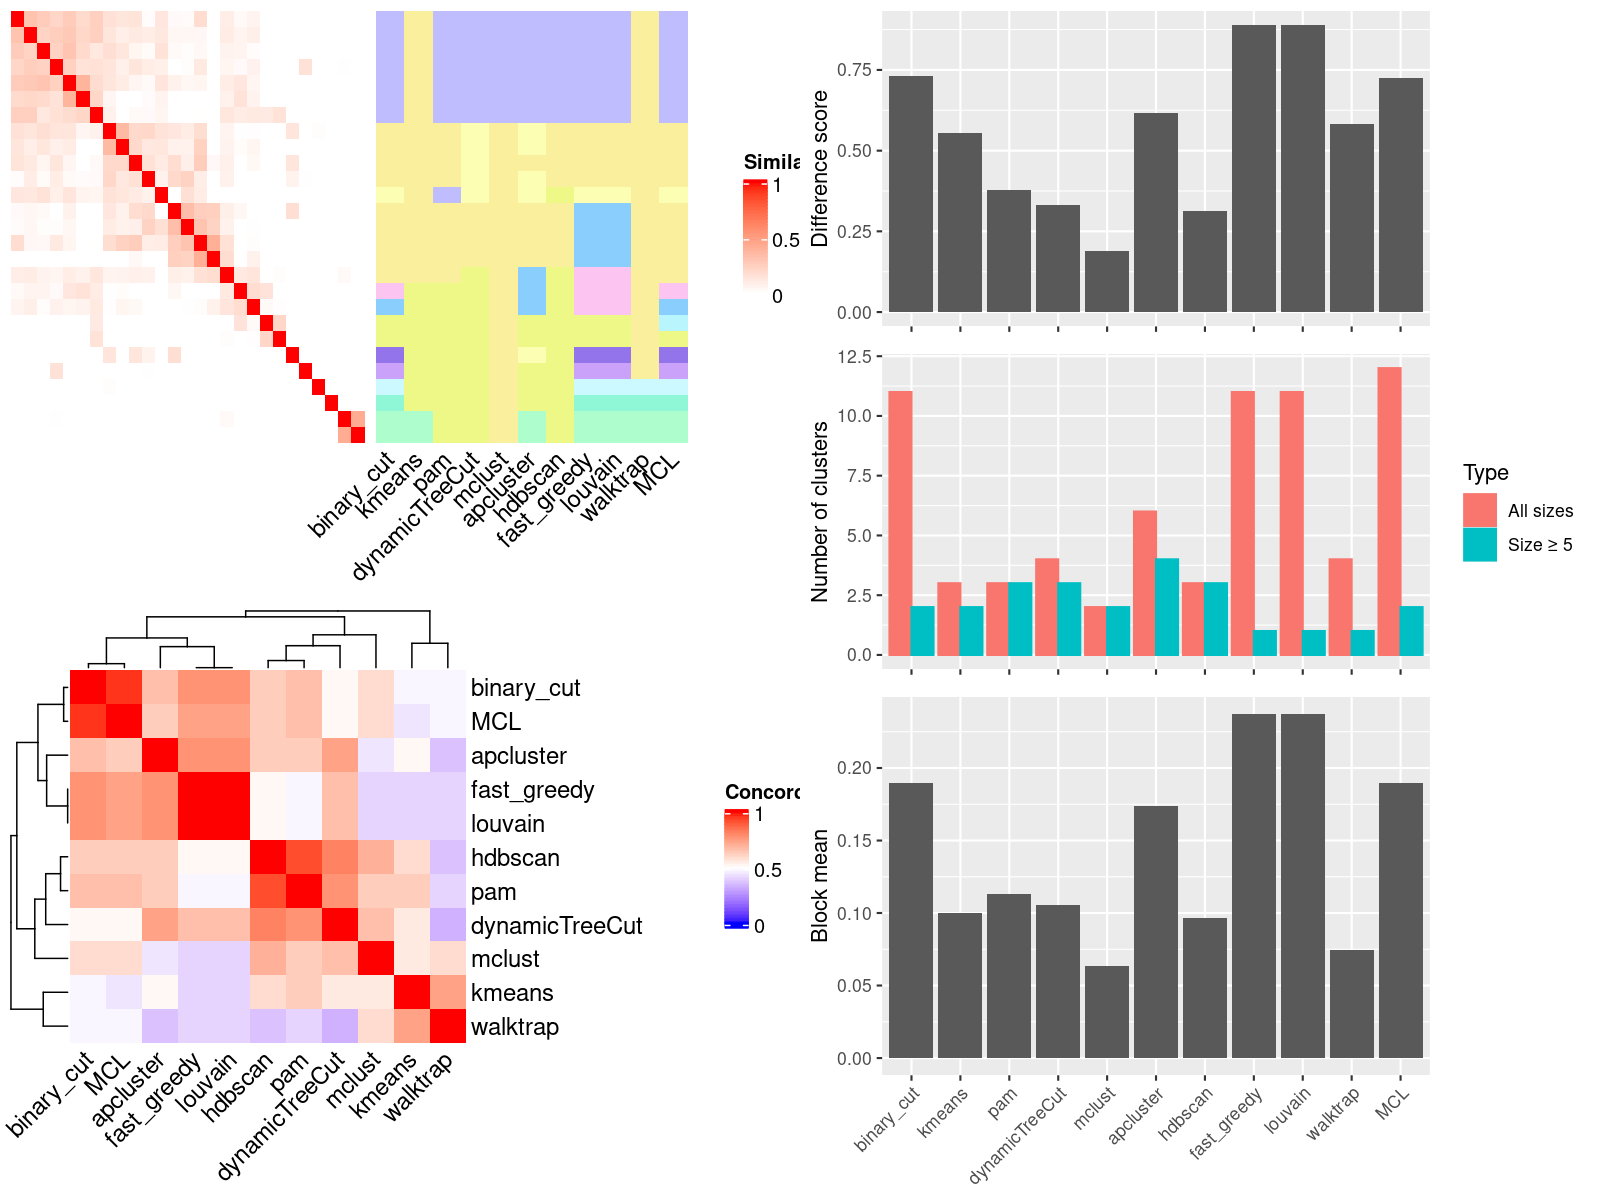 Simila
1
0.5
0
binary_cut
kmeans
pam
dynamicTreeCut
mclust
apcluster
hdbscan
fast_greedy
louvain
walktrap
MCL
binary_cut
MCL
apcluster
fast_greedy
louvain
hdbscan
pam
dynamicTreeCut
mclust
kmeans
walktrap
Concord
1
0.5
0
binary_cut
MCL
apcluster
fast_greedy
louvain
hdbscan
pam
dynamicTreeCut
mclust
kmeans
walktrap
Difference score
0.75
0.50
0.25
0.00
Number of clusters
12.5
10.0
7.5
5.0
2.5
0.0
Type
All sizes
Size ≥ 5
Block mean
0.20
0.15
0.10
0.05
0.00
binary_cut
kmeans
pam
dynamicTreeCut
mclust
apcluster
hdbscan
fast_greedy
louvain
walktrap
MCL